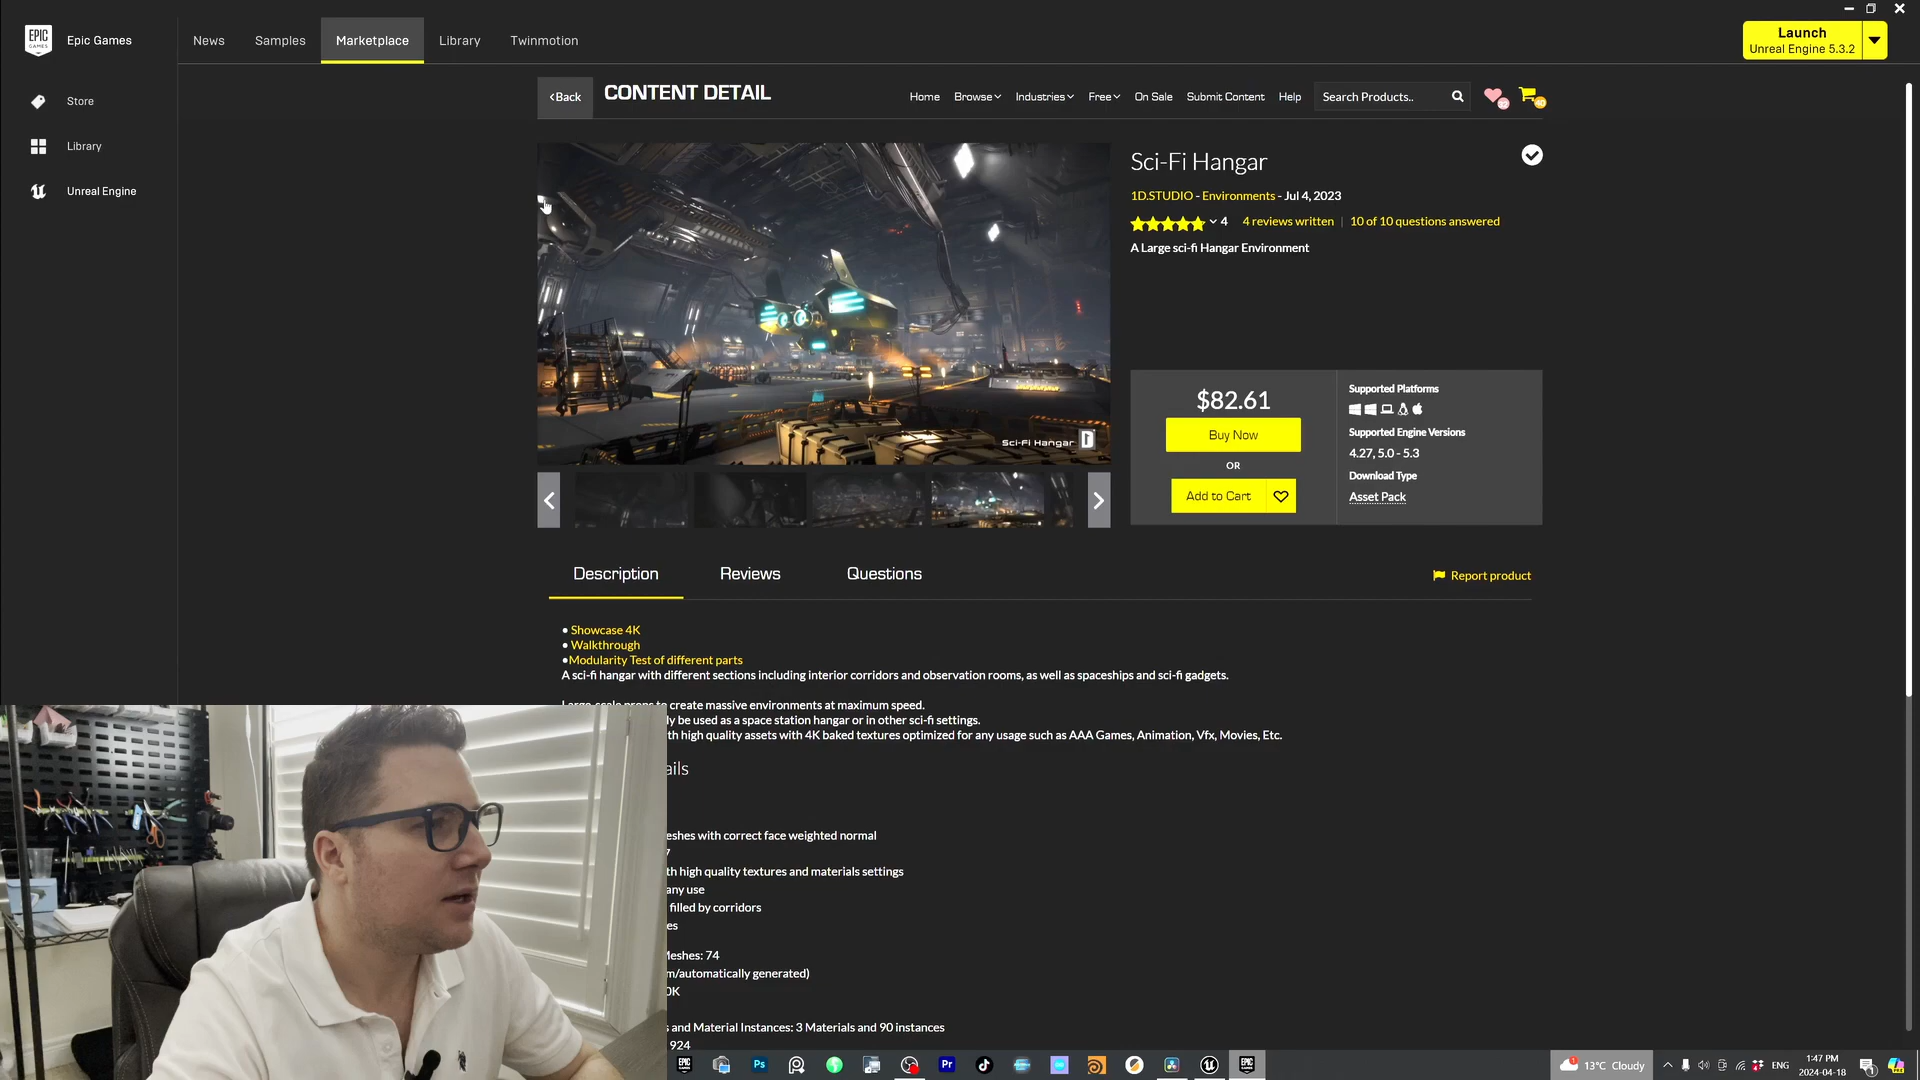 EPIC GAMES
Epic Games
News
Samples
Marketplace
Library
Twinmotion
Launch
Unreal Engine 5.3.2
Store
Library
Unreal Engine
Back
CONTENT DETAIL
Home
Browse
Industries
Free
On Sale
Submit Content
Help
Search Products..
Sci-Fi Hangar
1D.STUDIO - Environments - Jul 4, 2023
4
4 reviews written
10 of 10 questions answered
A Large sci-fi Hangar Environment
Sci-Fi Hangar
$82.61
Buy Now
OR
Add to Cart
Supported Platforms
Supported Engine Versions
4.27, 5.0 - 5.3
Download Type
Asset Pack
Description
Reviews
Questions
Report product
• Showcase 4K
• Walkthrough
•Modularity Test of different parts
A sci-fi hangar with different sections including interior corridors and observation rooms, as well as spaceships and sci-fi gadgets.
Large-scale props to create massive environments at maximum speed.
ly be used as a space station hangar or in other sci-fi settings.
th high quality assets with 4K baked textures optimized for any usage such as AAA Games, Animation, Vfx, Movies, Etc.
ails
eshes with correct face weighted normal
th high quality textures and materials settings
any use
filled by corridors
es
Meshes: 74
m/automatically generated)
0K
s and Material Instances: 3 Materials and 90 instances
924
Ps
Pr
13°C Cloudy
ENG
1:47 PM
2024-04-18